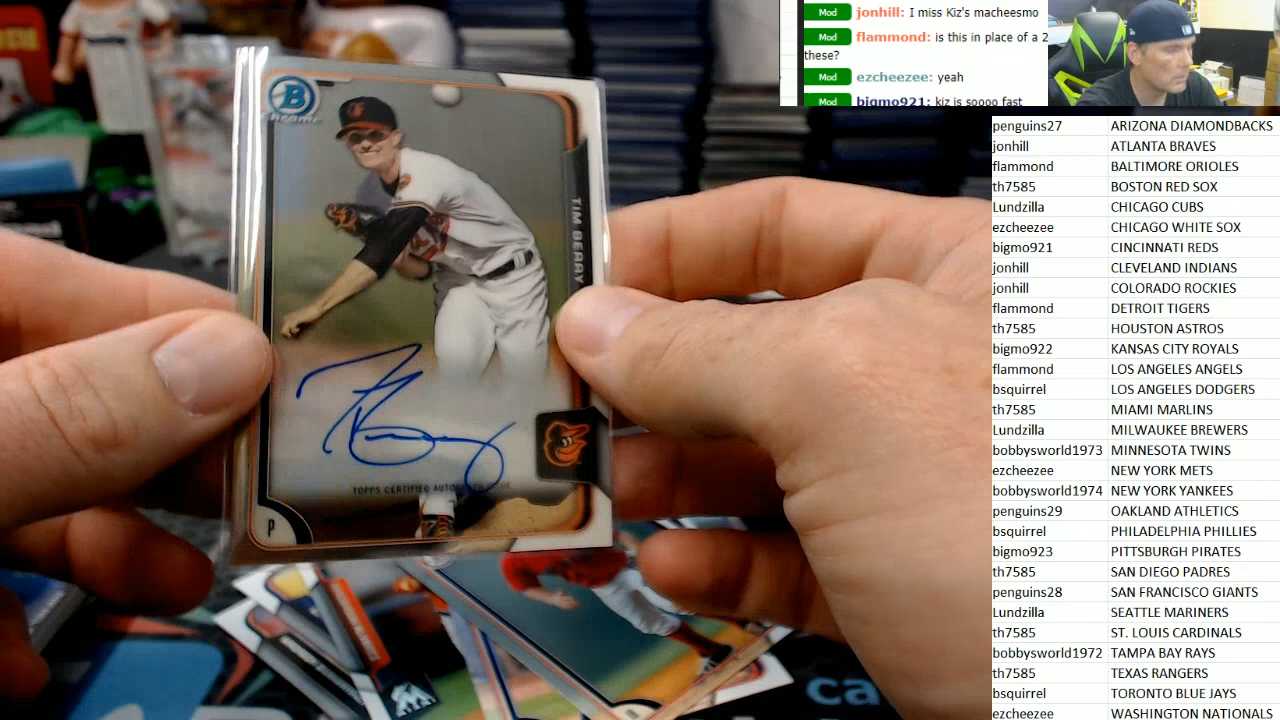 Mod jonhill: I miss Kiz's macheesmo
Mod flammond: is this in place of a 2
these?
Mod ezcheezee: yeah
Mod bigmo921: kiz is soooo fast
B
Chrome
TIM BERRY
TOPPS CERTIFIED AUTOGRAPH ISSUE
P
ca
penguins27 ARIZONA DIAMONDBACKS
jonhill ATLANTA BRAVES
flammond BALTIMORE ORIOLES
th7585 BOSTON RED SOX
Lundzilla CHICAGO CUBS
ezcheezee CHICAGO WHITE SOX
bigmo921 CINCINNATI REDS
jonhill CLEVELAND INDIANS
jonhill COLORADO ROCKIES
flammond DETROIT TIGERS
th7585 HOUSTON ASTROS
bigmo922 KANSAS CITY ROYALS
flammond LOS ANGELES ANGELS
bsquirrel LOS ANGELES DODGERS
th7585 MIAMI MARLINS
Lundzilla MILWAUKEE BREWERS
bobbysworld1973 MINNESOTA TWINS
ezcheezee NEW YORK METS
bobbysworld1974 NEW YORK YANKEES
penguins29 OAKLAND ATHLETICS
bsquirrel PHILADELPHIA PHILLIES
bigmo923 PITTSBURGH PIRATES
th7585 SAN DIEGO PADRES
penguins28 SAN FRANCISCO GIANTS
Lundzilla SEATTLE MARINERS
th7585 ST. LOUIS CARDINALS
bobbysworld1972 TAMPA BAY RAYS
th7585 TEXAS RANGERS
bsquirrel TORONTO BLUE JAYS
ezcheezee WASHINGTON NATIONALS